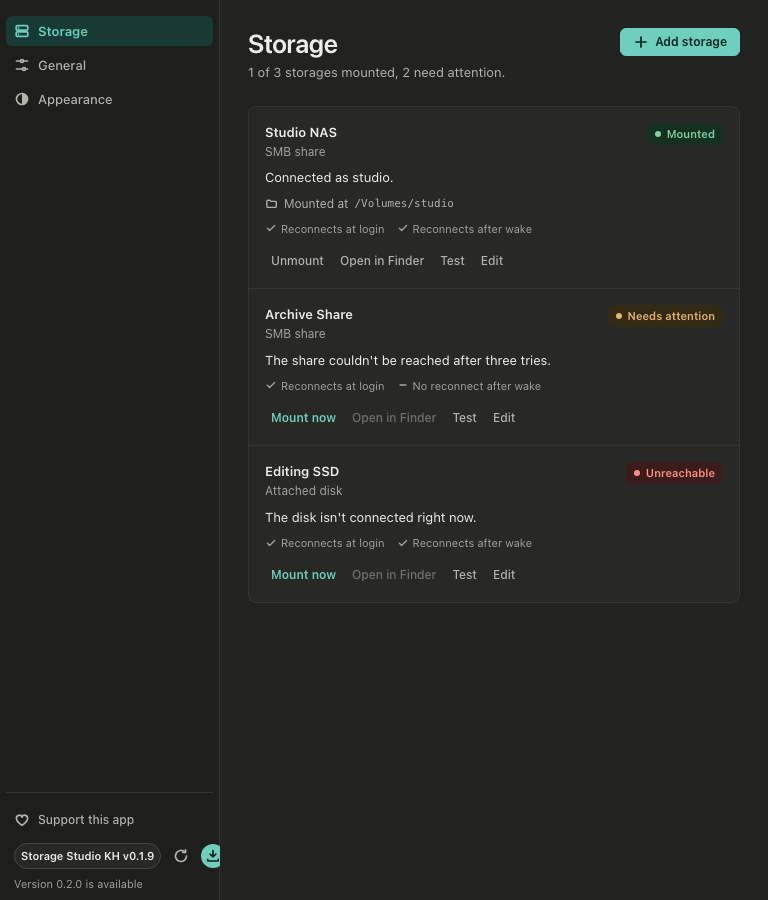 Storage
General
Appearance
Support this app
Storage Studio KH v0.1.9
Version 0.2.0 is available
Storage
Add storage
1 of 3 storages mounted, 2 need attention.
Studio NAS
Mounted
SMB share
Connected as studio.
Mounted at /Volumes/studio
Reconnects at login Reconnects after wake
Unmount Open in Finder Test Edit
Archive Share
Needs attention
SMB share
The share couldn't be reached after three tries.
Reconnects at login No reconnect after wake
Mount now Open in Finder Test Edit
Editing SSD
Unreachable
Attached disk
The disk isn't connected right now.
Reconnects at login Reconnects after wake
Mount now Open in Finder Test Edit